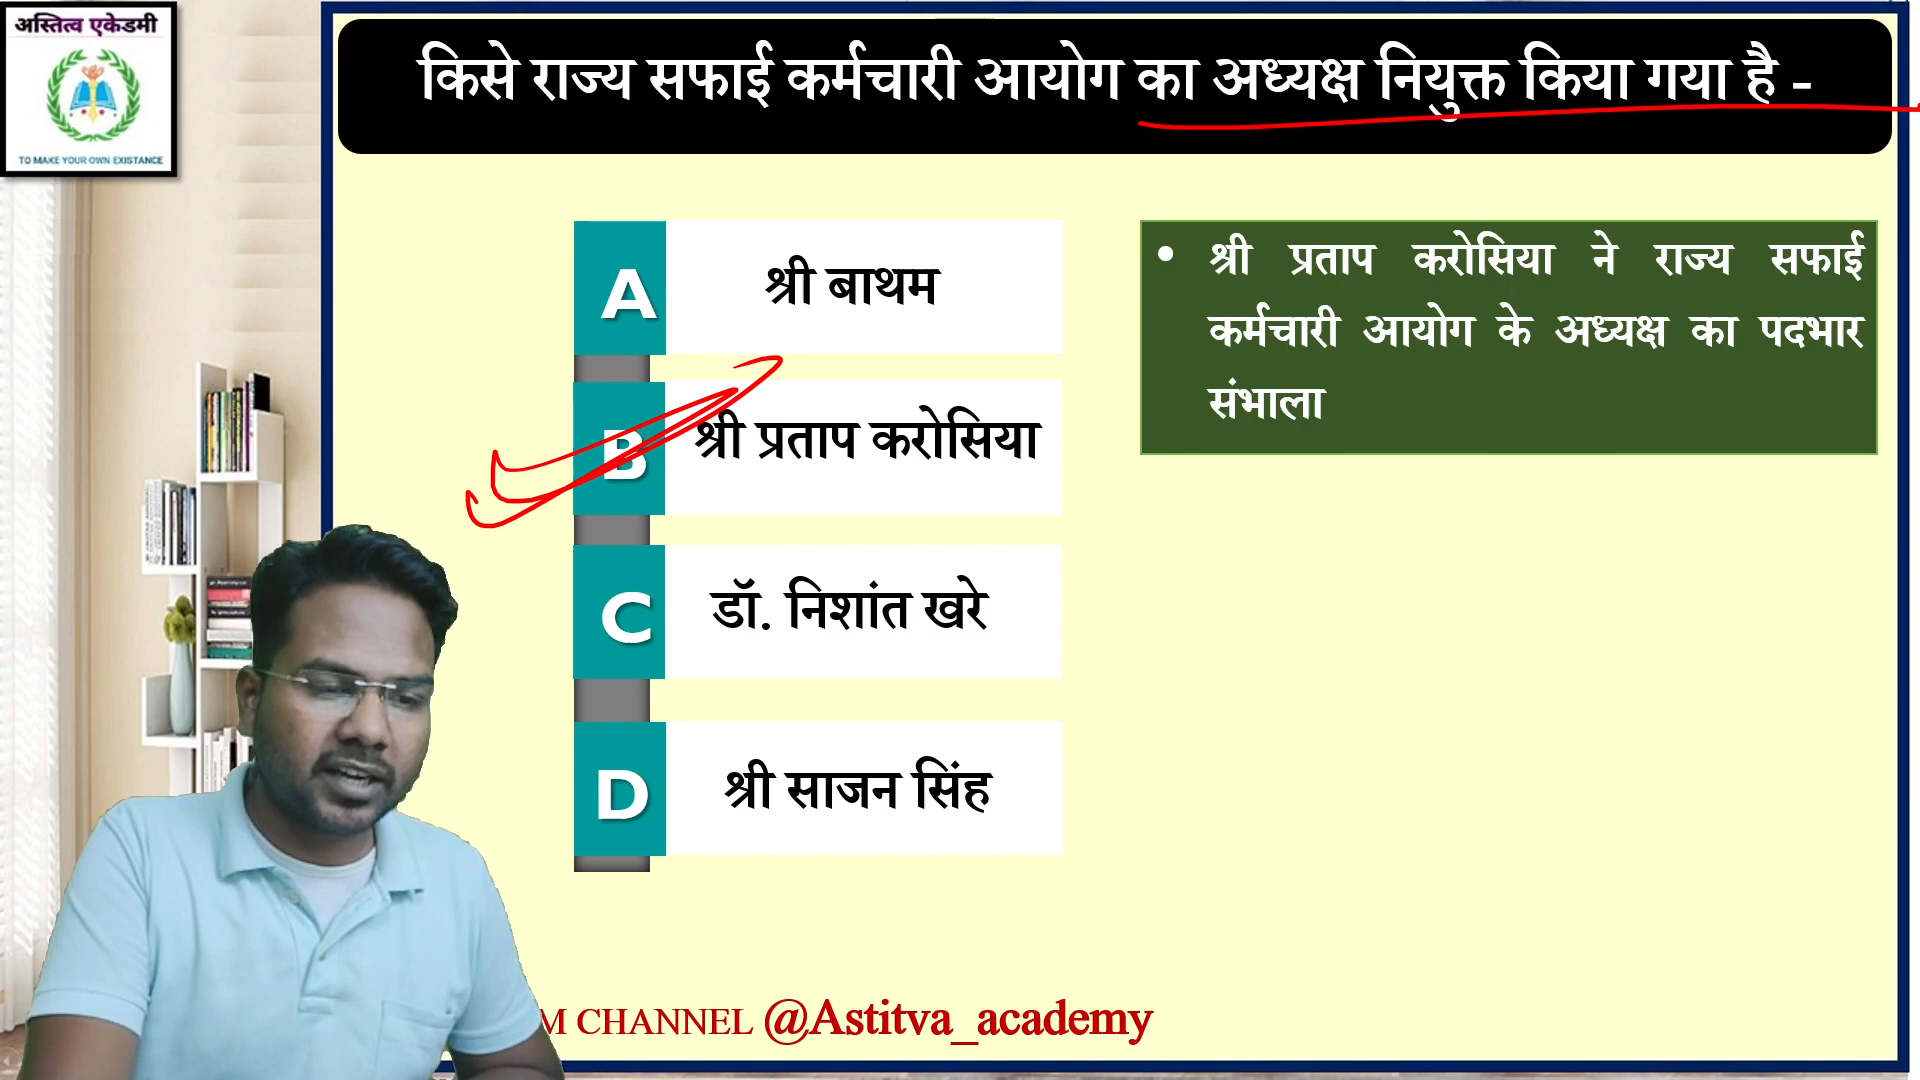 अस्तित्व एकेडमी
TO MAKE YOUR OWN EXISTANCE
किसे राज्य सफाई कर्मचारी आयोग का अध्यक्ष नियुक्त किया गया है -
A श्री बाथम
B श्री प्रताप करोसिया
C डॉ. निशांत खरे
D श्री साजन सिंह
• श्री प्रताप करोसिया ने राज्य सफाई
कर्मचारी आयोग के अध्यक्ष का पदभार
संभाला
M CHANNEL @Astitva_academy